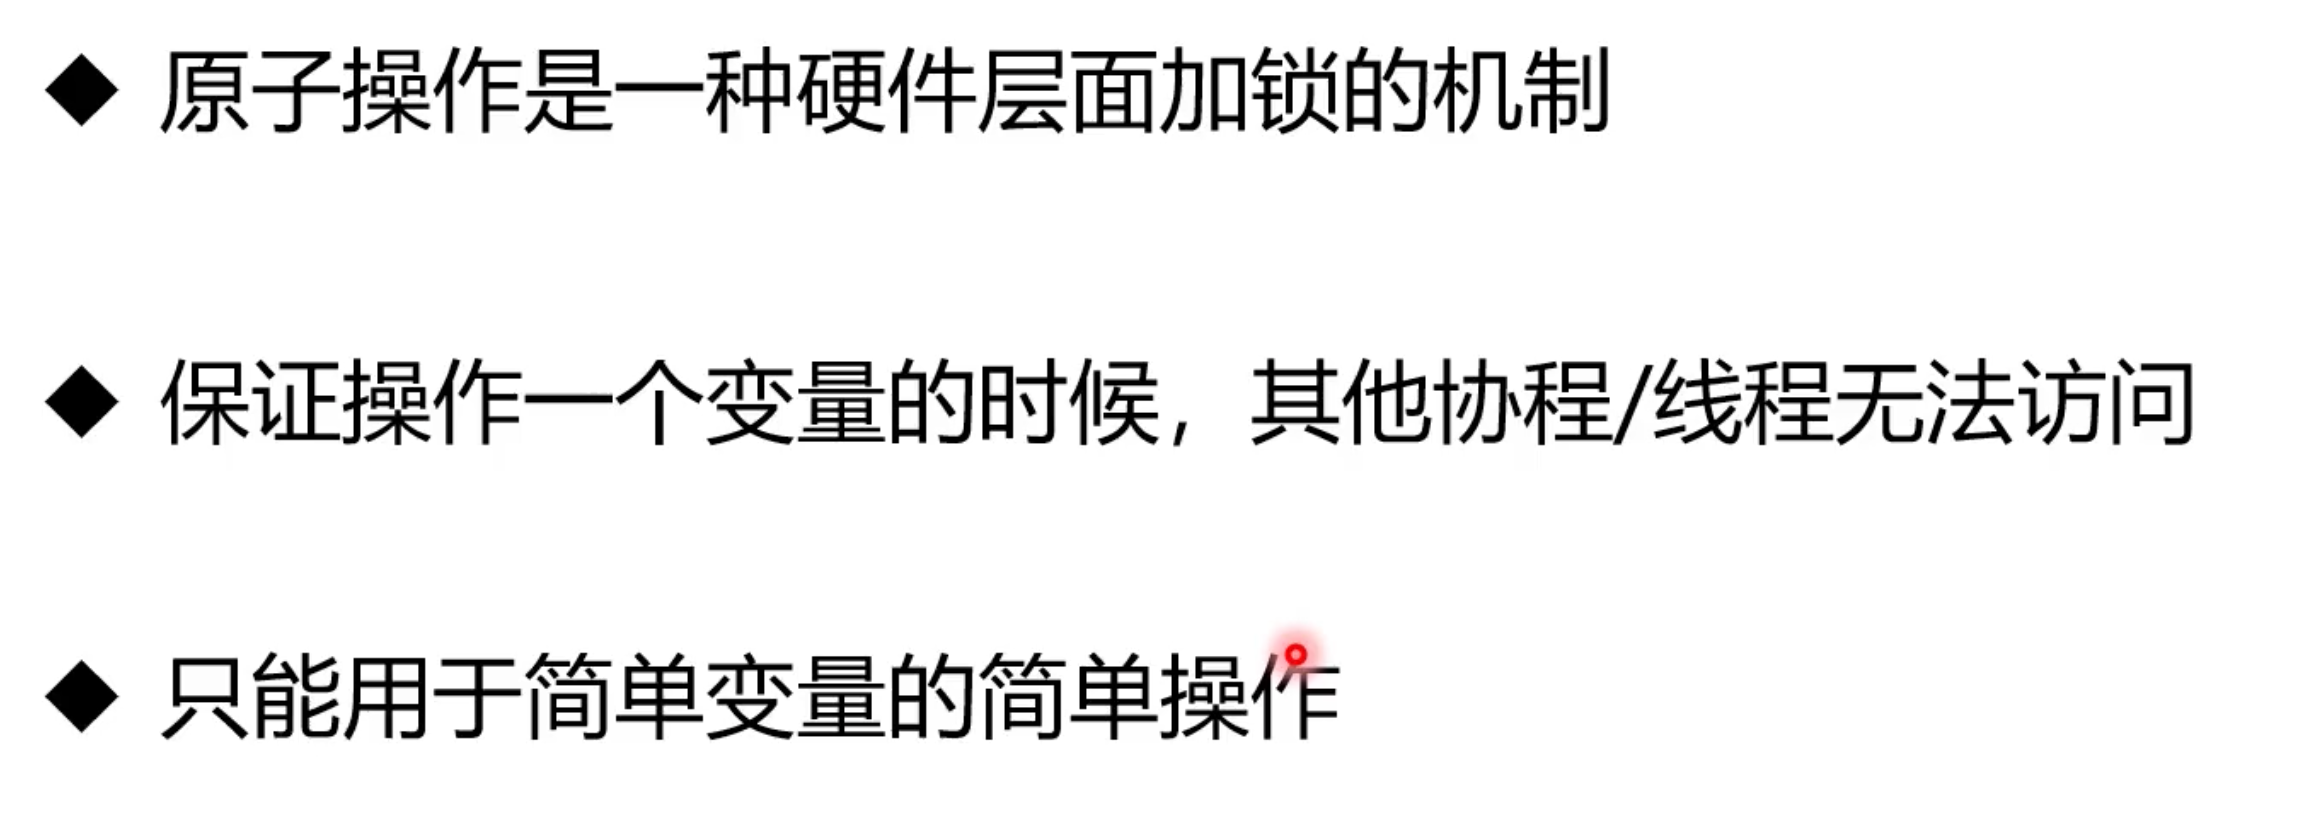 ◆ 原子操作是一种硬件层面加锁的机制
◆ 保证操作一个变量的时候，其他协程/线程无法访问
◆ 只能用于简单变量的简单操作